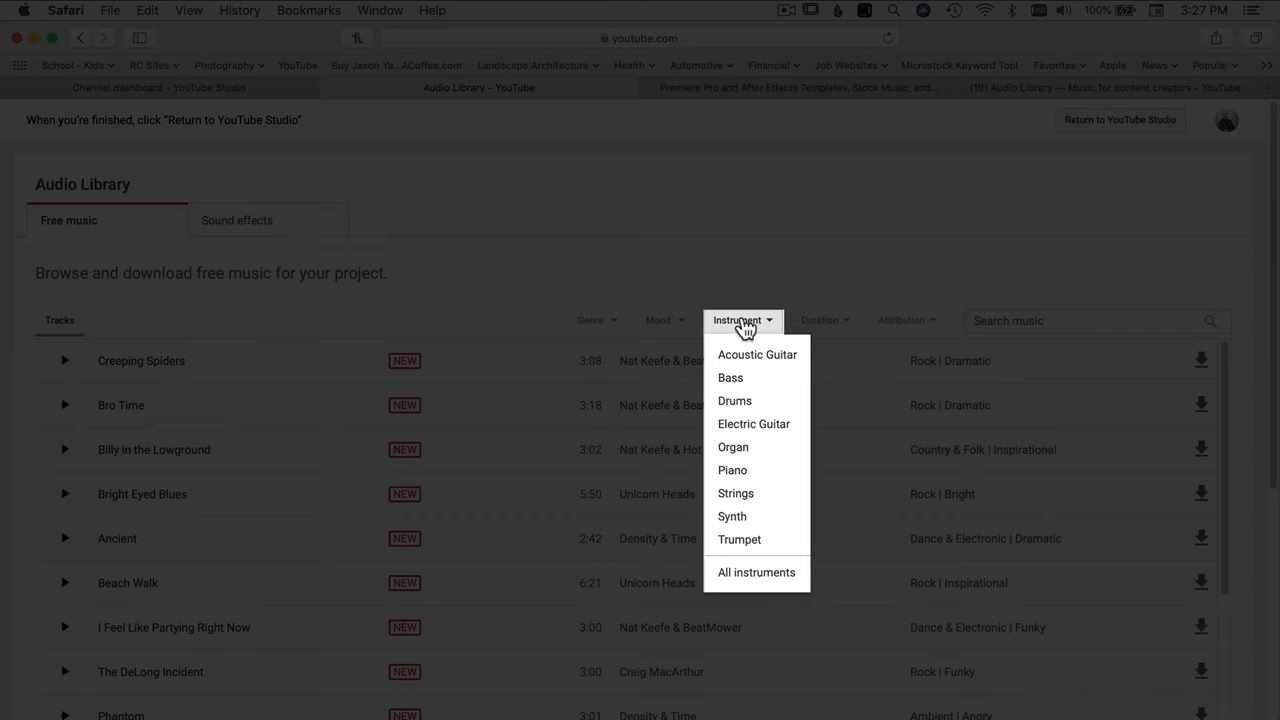 Safari File Edit View History Bookmarks Window Help 100% 3:27 PM
youtube.com
School - Kids RC Sites Photography YouTube Buy Jason Ya...ACoffee.com Landscape Architecture Health Automotive Financial Job Websites Microstock Keyword Tool Favorites Apple News Popular
Channel dashboard - YouTube Studio Audio Library - YouTube Premiere Pro and After Effects Templates, Stock Music, and... (19) Audio Library — Music for content creators - YouTube
When you're finished, click "Return to YouTube Studio" Return to YouTube Studio
Audio Library
Free music Sound effects
Browse and download free music for your project.
Tracks Genre Mood Instrument Duration Attribution Search music
Creeping Spiders NEW 3:08 Nat Keefe & Bea Rock | Dramatic
Bro Time NEW 3:18 Nat Keefe & Bea Rock | Dramatic
Billy in the Lowground NEW 3:02 Nat Keefe & Hot Country & Folk | Inspirational
Bright Eyed Blues NEW 5:50 Unicorn Heads Rock | Bright
Ancient NEW 2:42 Density & Time Dance & Electronic | Dramatic
Beach Walk NEW 6:21 Unicorn Heads Rock | Inspirational
I Feel Like Partying Right Now NEW 3:00 Nat Keefe & BeatMower Dance & Electronic | Funky
The DeLong Incident NEW 3:00 Craig MacArthur Rock | Funky
Phantom NEW 3:01 Density & Time Ambient | Angry
Acoustic Guitar
Bass
Drums
Electric Guitar
Organ
Piano
Strings
Synth
Trumpet
All instruments